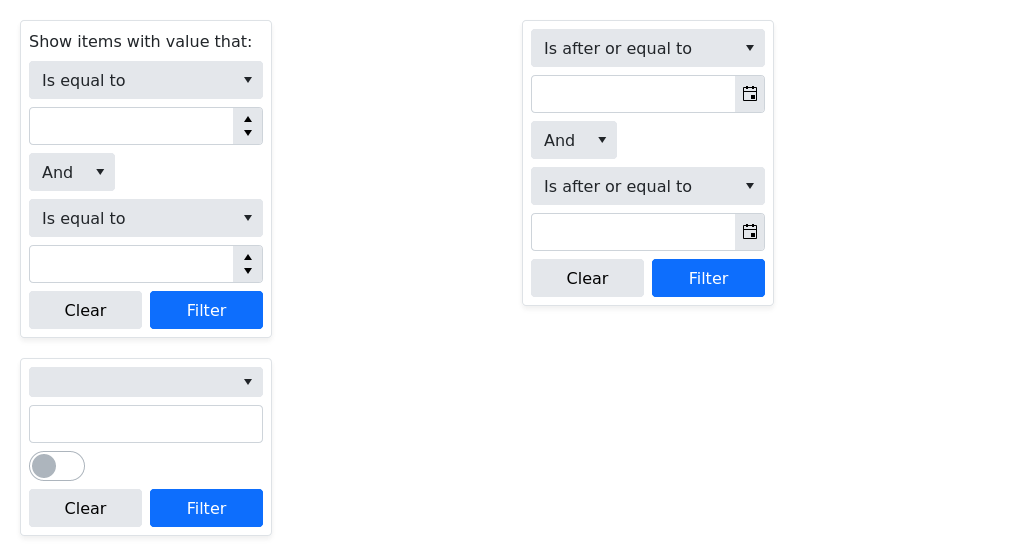 Show items with value that:
Is equal to
And
Is equal to
Clear
Filter
Is after or equal to
And
Is after or equal to
Clear
Filter
Clear
Filter